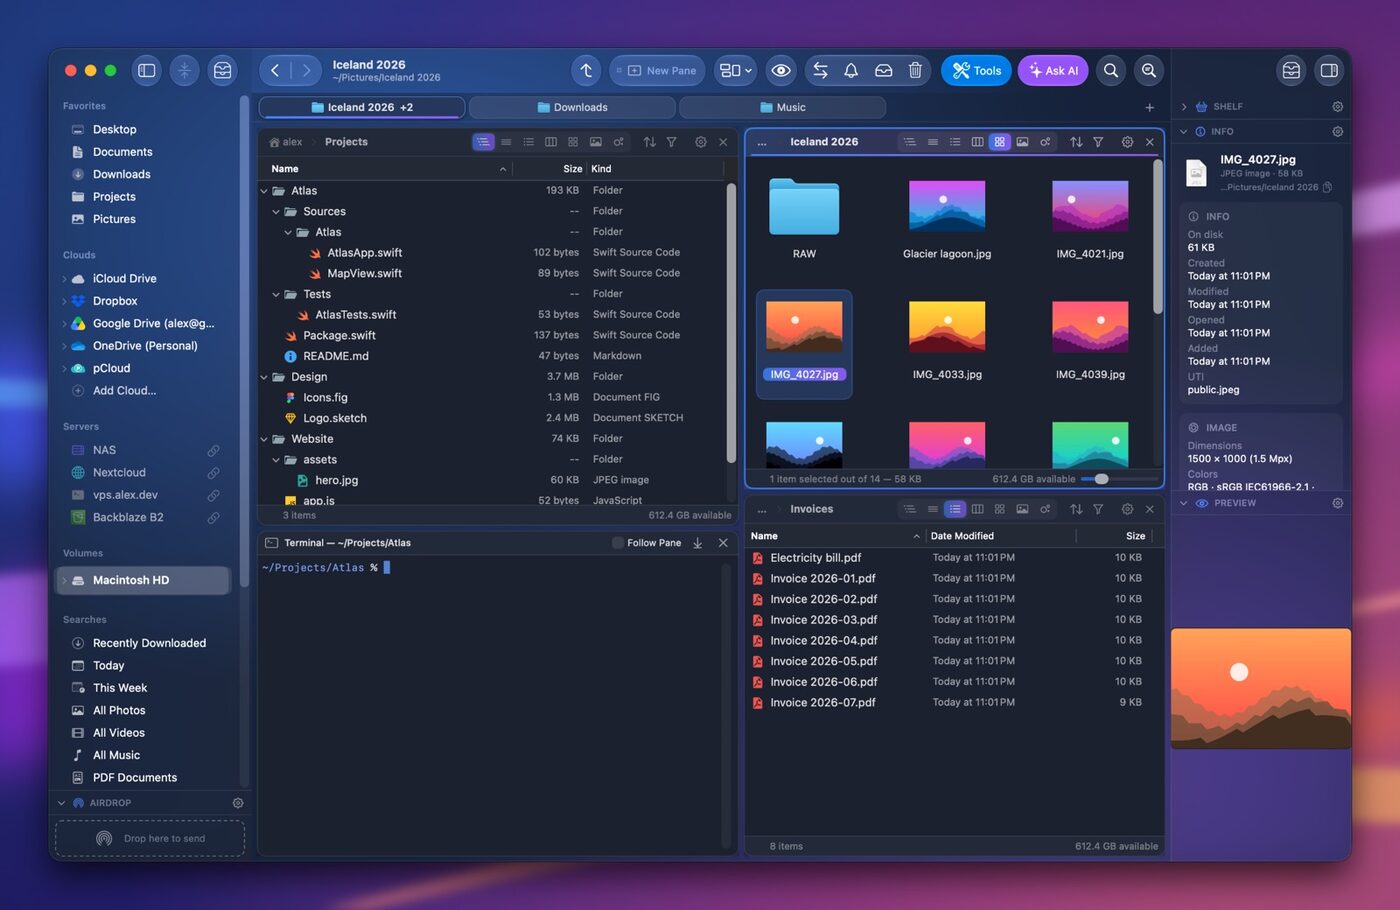 Iceland 2026
~/Pictures/Iceland 2026
New Pane
Tools
Ask AI
Favorites
Desktop
Documents
Downloads
Projects
Pictures
Clouds
iCloud Drive
Dropbox
Google Drive (alex@g...
OneDrive (Personal)
pCloud
Add Cloud...
Servers
NAS
Nextcloud
vps.alex.dev
Backblaze B2
Volumes
Macintosh HD
Searches
Recently Downloaded
Today
This Week
All Photos
All Videos
All Music
PDF Documents
AIRDROP
Drop here to send
Iceland 2026 +2
Downloads
Music
alex Projects
Name Size Kind
Atlas 193 KB Folder
Sources -- Folder
Atlas -- Folder
AtlasApp.swift 102 bytes Swift Source Code
MapView.swift 89 bytes Swift Source Code
Tests -- Folder
AtlasTests.swift 53 bytes Swift Source Code
Package.swift 137 bytes Swift Source Code
README.md 47 bytes Markdown
Design 3.7 MB Folder
Icons.fig 1.3 MB Document FIG
Logo.sketch 2.4 MB Document SKETCH
Website 74 KB Folder
assets -- Folder
hero.jpg 60 KB JPEG image
app.js 52 bytes JavaScript
3 items 612.4 GB available
Terminal — ~/Projects/Atlas Follow Pane
~/Projects/Atlas %
... Iceland 2026
RAW
Glacier lagoon.jpg
IMG_4021.jpg
IMG_4027.jpg
IMG_4033.jpg
IMG_4039.jpg
1 item selected out of 14 — 58 KB 612.4 GB available
... Invoices
Name Date Modified Size
Electricity bill.pdf Today at 11:01 PM 10 KB
Invoice 2026-01.pdf Today at 11:01 PM 10 KB
Invoice 2026-02.pdf Today at 11:01 PM 10 KB
Invoice 2026-03.pdf Today at 11:01 PM 10 KB
Invoice 2026-04.pdf Today at 11:01 PM 10 KB
Invoice 2026-05.pdf Today at 11:01 PM 10 KB
Invoice 2026-06.pdf Today at 11:01 PM 10 KB
Invoice 2026-07.pdf Today at 11:01 PM 9 KB
8 items 612.4 GB available
SHELF
INFO
IMG_4027.jpg
JPEG image · 58 KB
...Pictures/Iceland 2026
INFO
On disk
61 KB
Created
Today at 11:01 PM
Modified
Today at 11:01 PM
Opened
Today at 11:01 PM
Added
Today at 11:01 PM
UTI
public.jpeg
IMAGE
Dimensions
1500 × 1000 (1.5 Mpx)
Colors
RGB · sRGB IEC61966-2.1 ·
PREVIEW